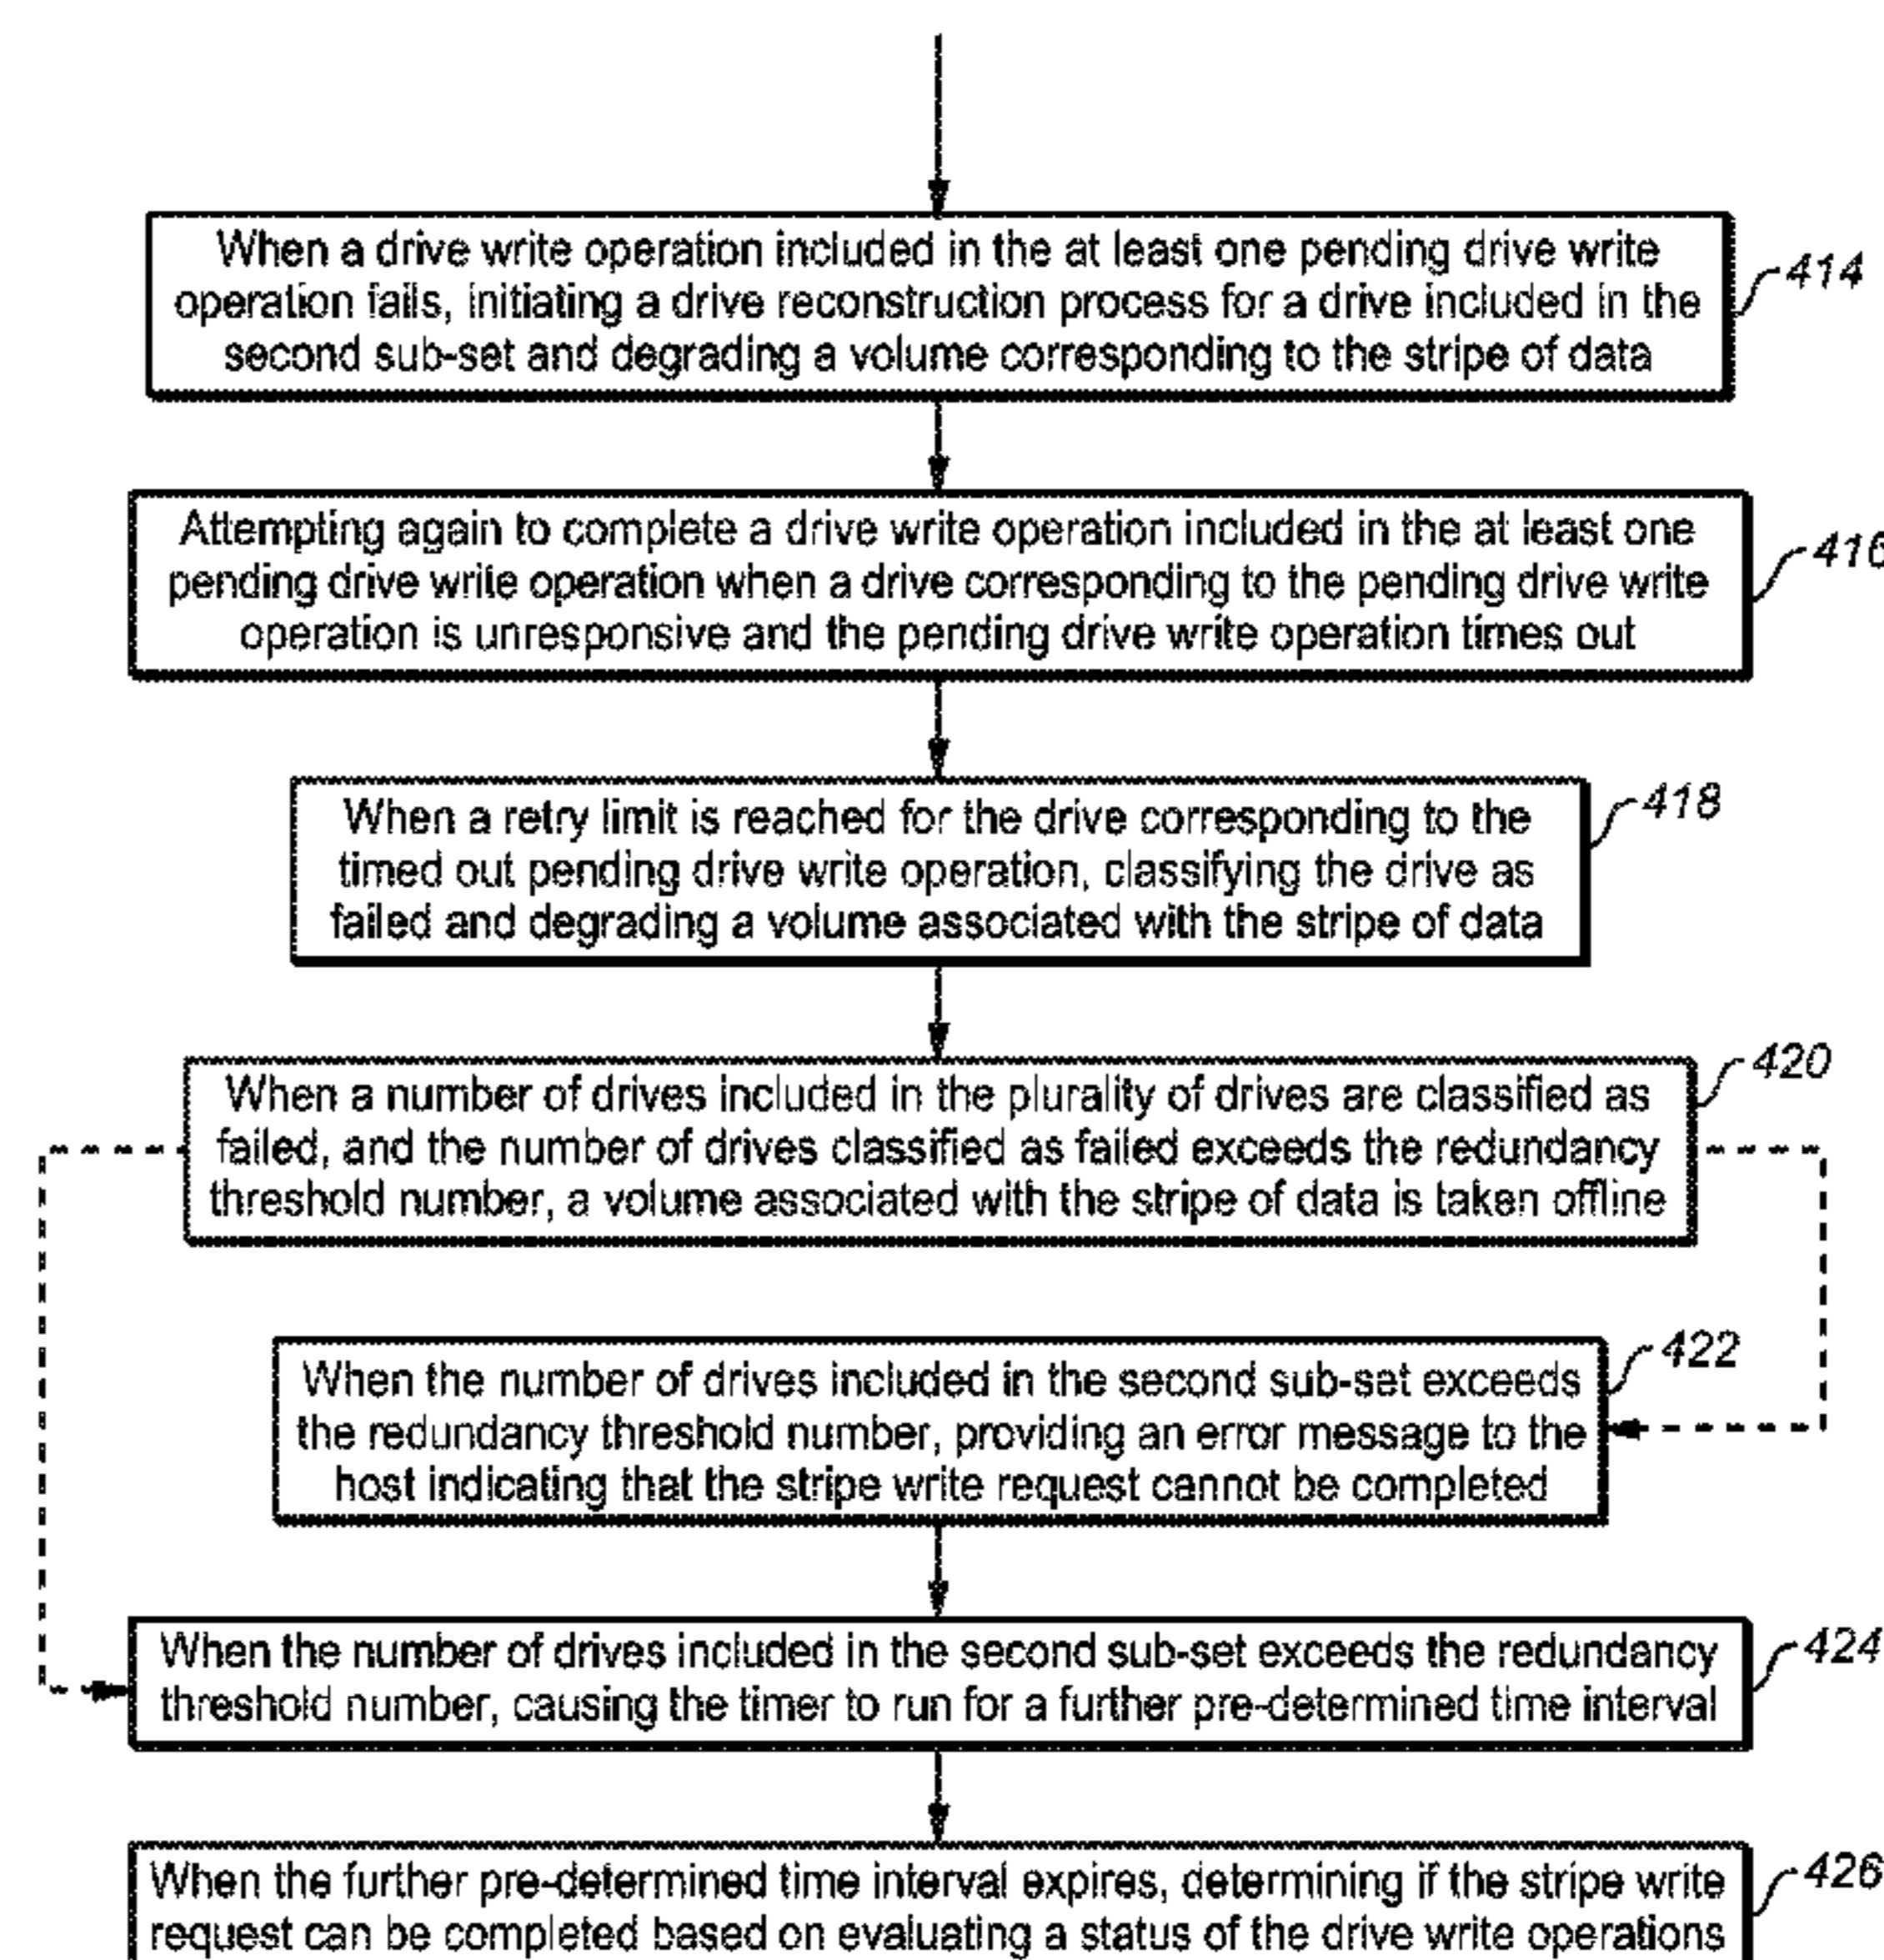 When a drive write operation included in the at least one pending drive write
operation fails, initiating a drive reconstruction process for a drive included in the
second sub-set and degrading a volume corresponding to the stripe of data
414
Attempting again to complete a drive write operation included in the at least one
pending drive write operation when a drive corresponding to the pending drive write
operation is unresponsive and the pending drive write operation times out
416
When a retry limit is reached for the drive corresponding to the
timed out pending drive write operation, classifying the drive as
failed and degrading a volume associated with the stripe of data
418
When a number of drives included in the plurality of drives are classified as
failed, and the number of drives classified as failed exceeds the redundancy
threshold number, a volume associated with the stripe of data is taken offline
420
When the number of drives included in the second sub-set exceeds
the redundancy threshold number, providing an error message to the
host indicating that the stripe write request cannot be completed
422
When the number of drives included in the second sub-set exceeds the redundancy
threshold number, causing the timer to run for a further pre-determined time interval
424
When the further pre-determined time interval expires, determining if the stripe write
request can be completed based on evaluating a status of the drive write operations
426